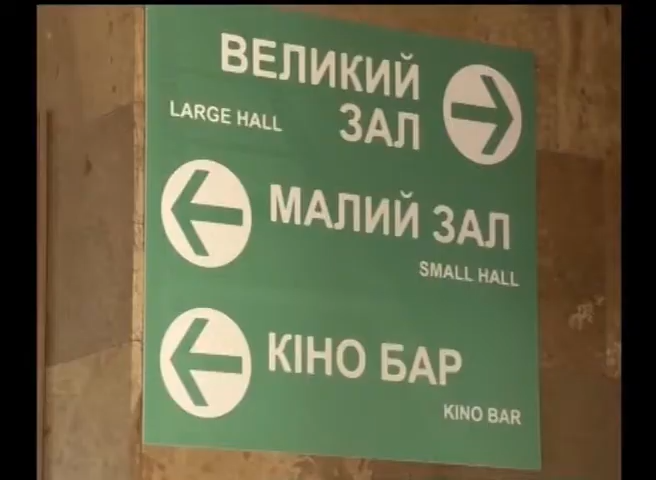 ВЕЛИКИЙ
ЗАЛ
LARGE HALL
МАЛИЙ ЗАЛ
SMALL HALL
КІНО БАР
KINO BAR